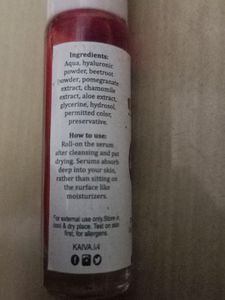 Ingredients:
Aqua, hyaluronic
powder, beetroot
powder, pomegranate
extract, chamomile
extract, aloe extract,
glycerine, hydrosol,
permitted color,
preservative.
How to use:
Roll-on the serum
after cleansing and pat
drying. Serums absorb
deep into your skin,
rather than sitting on
the surface like
moisturizers.
For external use only.Store in
cool & dry place. Test on skin
first, for allergens.